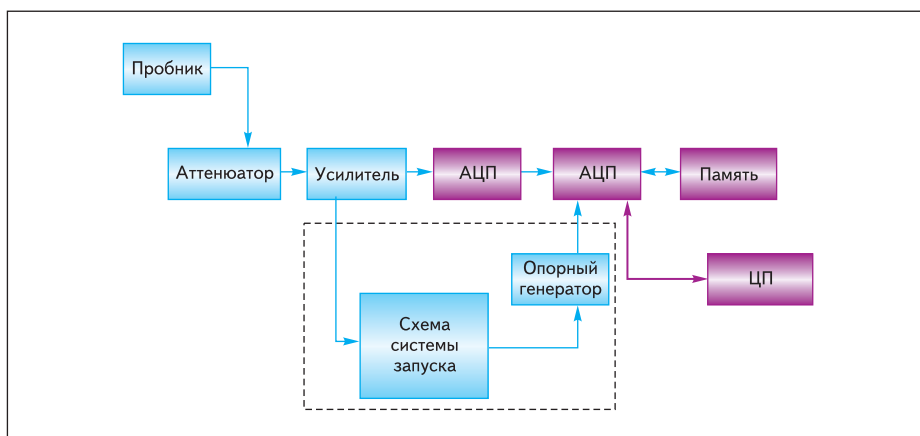 Пробник
Аттенюатор
Усилитель
АЦП
АЦП
Память
Опорный
генератор
ЦП
Схема
системы
запуска